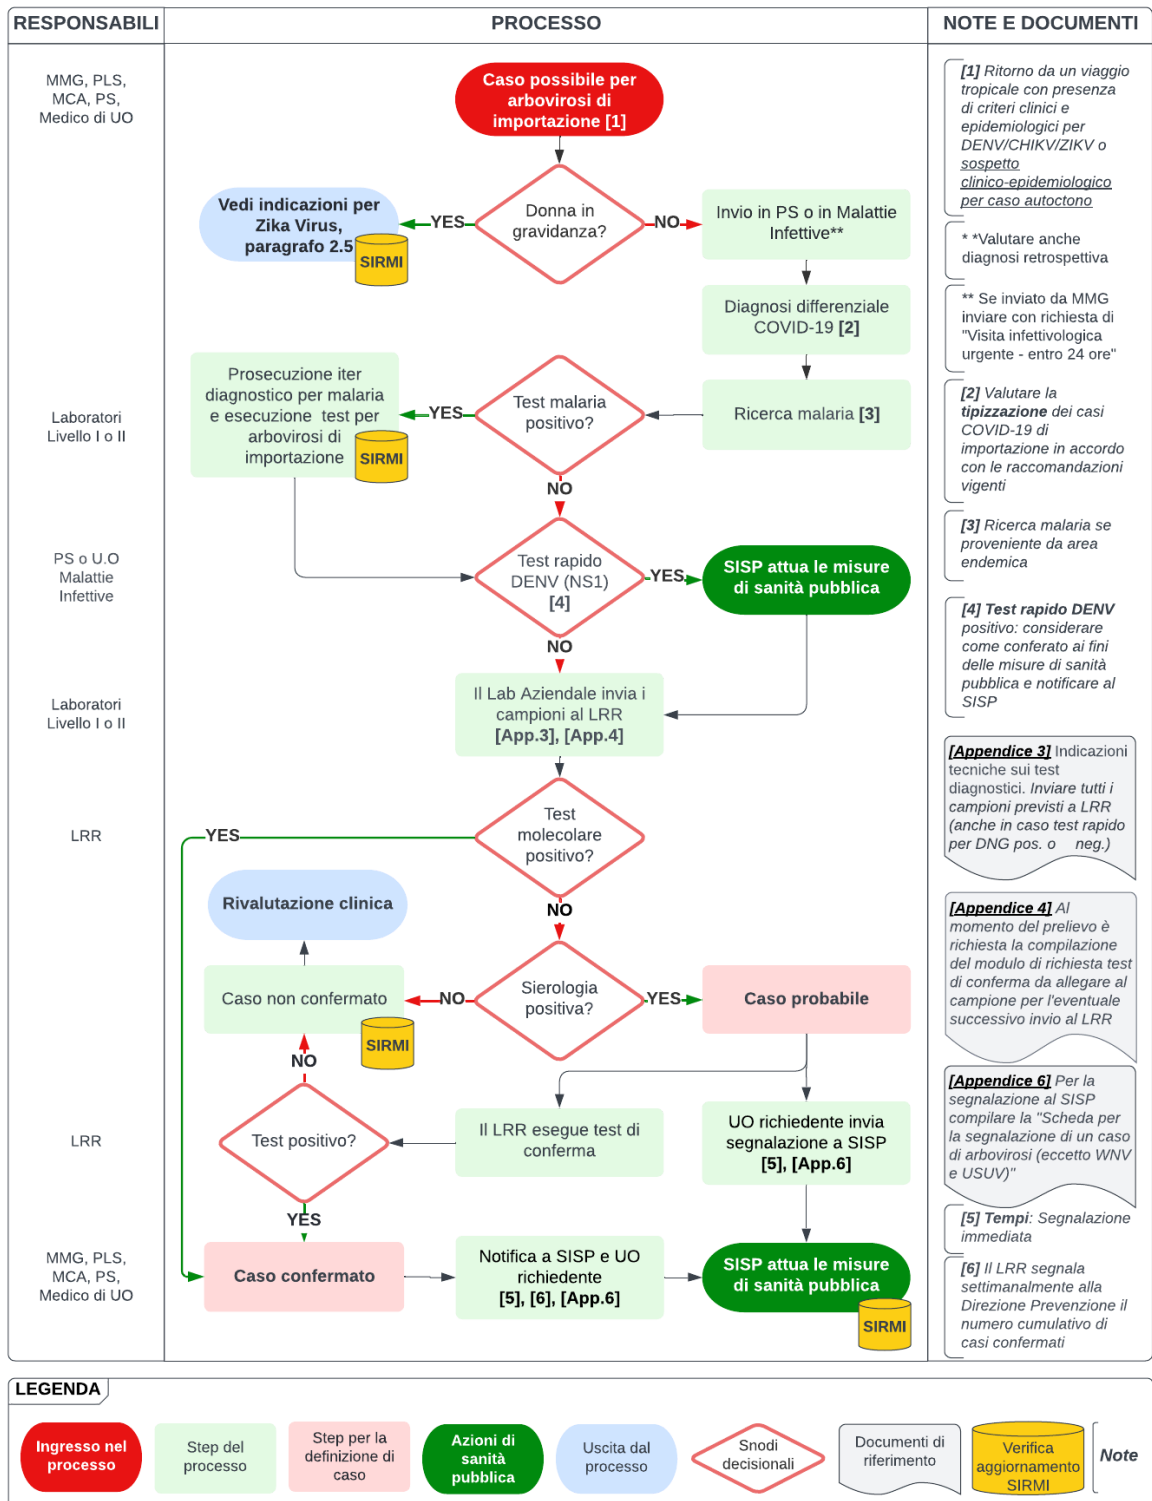 RESPONSABILI
PROCESSO
NOTE E DOCUMENTI
MMG, PLS,
MCA, PS,
Medico di UO
Caso possibile per
arbovirosi di
importazione [1]
[1] Ritorno da un viaggio
tropicale con presenza
di criteri clinici e
epidemiologici per
DENV/CHIKV/ZIKV o
sospetto
clinico-epidemiologico
per caso autoctono
Vedi indicazioni per
Zika Virus,
paragrafo 2.5
SIRMI
YES
Donna in
gravidanza?
NO
Invio in PS o in Malattie
Infettive**
* *Valutare anche
diagnosi retrospettiva
Diagnosi differenziale
COVID-19 [2]
** Se inviato da MMG
inviare con richiesta di
"Visita infettivologica
urgente - entro 24 ore"
Laboratori
Livello I o II
Prosecuzione iter
diagnostico per malaria
e esecuzione test per
arbovirosi di
importazione
SIRMI
YES
Test malaria
positivo?
Ricerca malaria [3]
[2] Valutare la
tipizzazione dei casi
COVID-19 di
importazione in accordo
con le raccomandazioni
vigenti
NO
[3] Ricerca malaria se
proveniente da area
endemica
PS o U.O
Malattie
Infettive
Test rapido
DENV (NS1)
[4]
YES
SISP attua le misure
di sanità pubblica
NO
[4] Test rapido DENV
positivo: considerare
come conferato ai fini
delle misure di sanità
pubblica e notificare al
SISP
Laboratori
Livello I o II
Il Lab Aziendale invia i
campioni al LRR
[App.3], [App.4]
[Appendice 3] Indicazioni
tecniche sui test
diagnostici. Inviare tutti i
campioni previsti a LRR
(anche in caso test rapido
per DNG pos. o neg.)
LRR
YES
Test
molecolare
positivo?
Rivalutazione clinica
NO
[Appendice 4] Al
momento del prelievo è
richiesta la compilazione
del modulo di richiesta test
di conferma da allegare al
campione per l'eventuale
successivo invio al LRR
Caso non confermato
SIRMI
NO
Sierologia
positiva?
YES
Caso probabile
NO
[Appendice 6] Per la
segnalazione al SISP
compilare la "Scheda per
la segnalazione di un caso
di arbovirosi (eccetto WNV
e USUV)"
LRR
Test positivo?
Il LRR esegue test di
conferma
UO richiedente invia
segnalazione a SISP
[5], [App.6]
YES
[5] Tempi: Segnalazione
immediata
MMG, PLS,
MCA, PS,
Medico di UO
Caso confermato
Notifica a SISP e UO
richiedente
[5], [6], [App.6]
SISP attua le misure
di sanità pubblica
SIRMI
[6] Il LRR segnala
settimanalmente alla
Direzione Prevenzione il
numero cumulativo di
casi confermati
LEGENDA
Ingresso nel
processo
Step del
processo
Step per la
definizione di
caso
Azioni di
sanità
pubblica
Uscita dal
processo
Snodi
decisionali
Documenti di
riferimento
Verifica
aggiornamento
SIRMI
Note